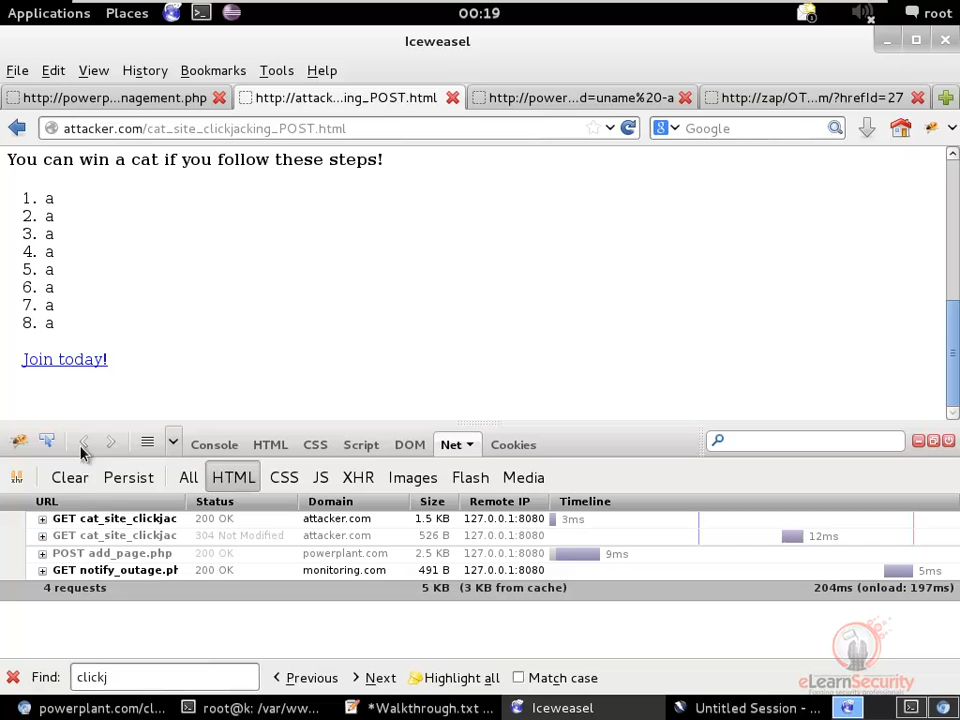 Applications Places 00:19 root
Iceweasel
File Edit View History Bookmarks Tools Help
http://powerp...nagement.php http://attack...ing_POST.html http://power...d=uname%20-a http://zap/OT...m/?hrefId=27
attacker.com/cat_site_clickjacking_POST.html Google
You can win a cat if you follow these steps!
1. a
2. a
3. a
4. a
5. a
6. a
7. a
8. a
Join today!
Console HTML CSS Script DOM Net Cookies
Clear Persist All HTML CSS JS XHR Images Flash Media
URL Status Domain Size Remote IP Timeline
GET cat_site_clickjac 200 OK attacker.com 1.5 KB 127.0.0.1:8080 3ms
GET cat_site_clickjac 304 Not Modified attacker.com 526 B 127.0.0.1:8080 12ms
POST add_page.php 200 OK powerplant.com 2.5 KB 127.0.0.1:8080 9ms
GET notify_outage.ph 200 OK monitoring.com 491 B 127.0.0.1:8080 5ms
4 requests 5 KB (3 KB from cache) 204ms (onload: 197ms)
eLearnSecurity
Forging security professionals
Find: clickj Previous Next Highlight all Match case
powerplant.com/cl... root@k: /var/ww... *Walkthrough.txt ... Iceweasel Untitled Session - ...